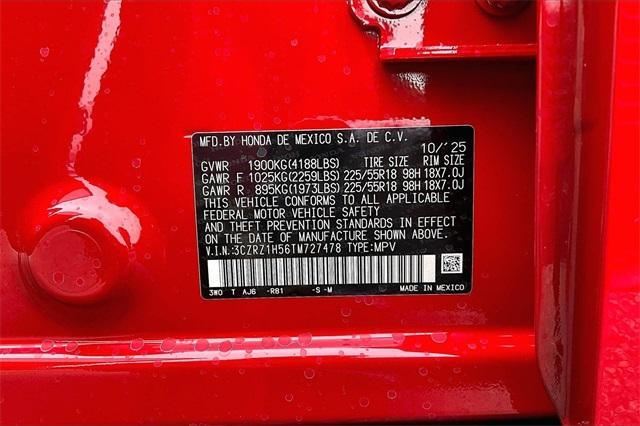 MFD.BY HONDA DE MEXICO S.A. DE C.V. 10/'25
GVWR 1900KG(4188LBS) TIRE SIZE RIM SIZE
GAWR F 1025KG(2259LBS) 225/55R18 98H 18X7.0J
GAWR R 895KG(1973LBS) 225/55R18 98H 18X7.0J
THIS VEHICLE CONFORMS TO ALL APPLICABLE
FEDERAL MOTOR VEHICLE SAFETY
AND THEFT PREVENTION STANDARDS IN EFFECT
ON THE DATE OF MANUFACTURE SHOWN ABOVE.
V.I.N.:3CZRZ1H56TM727478 TYPE:MPV
3WO T AJ6 -R81 -S -M MADE IN MEXICO